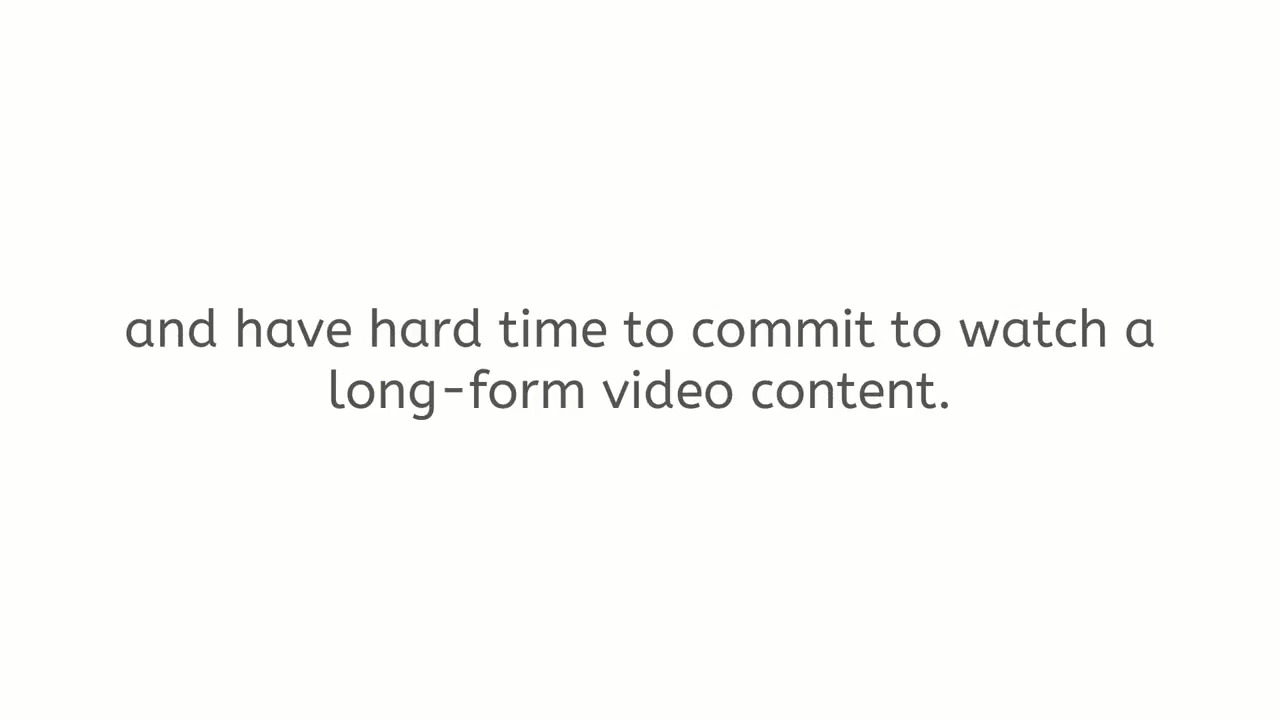 and have hard time to commit to watch a
long-form video content.